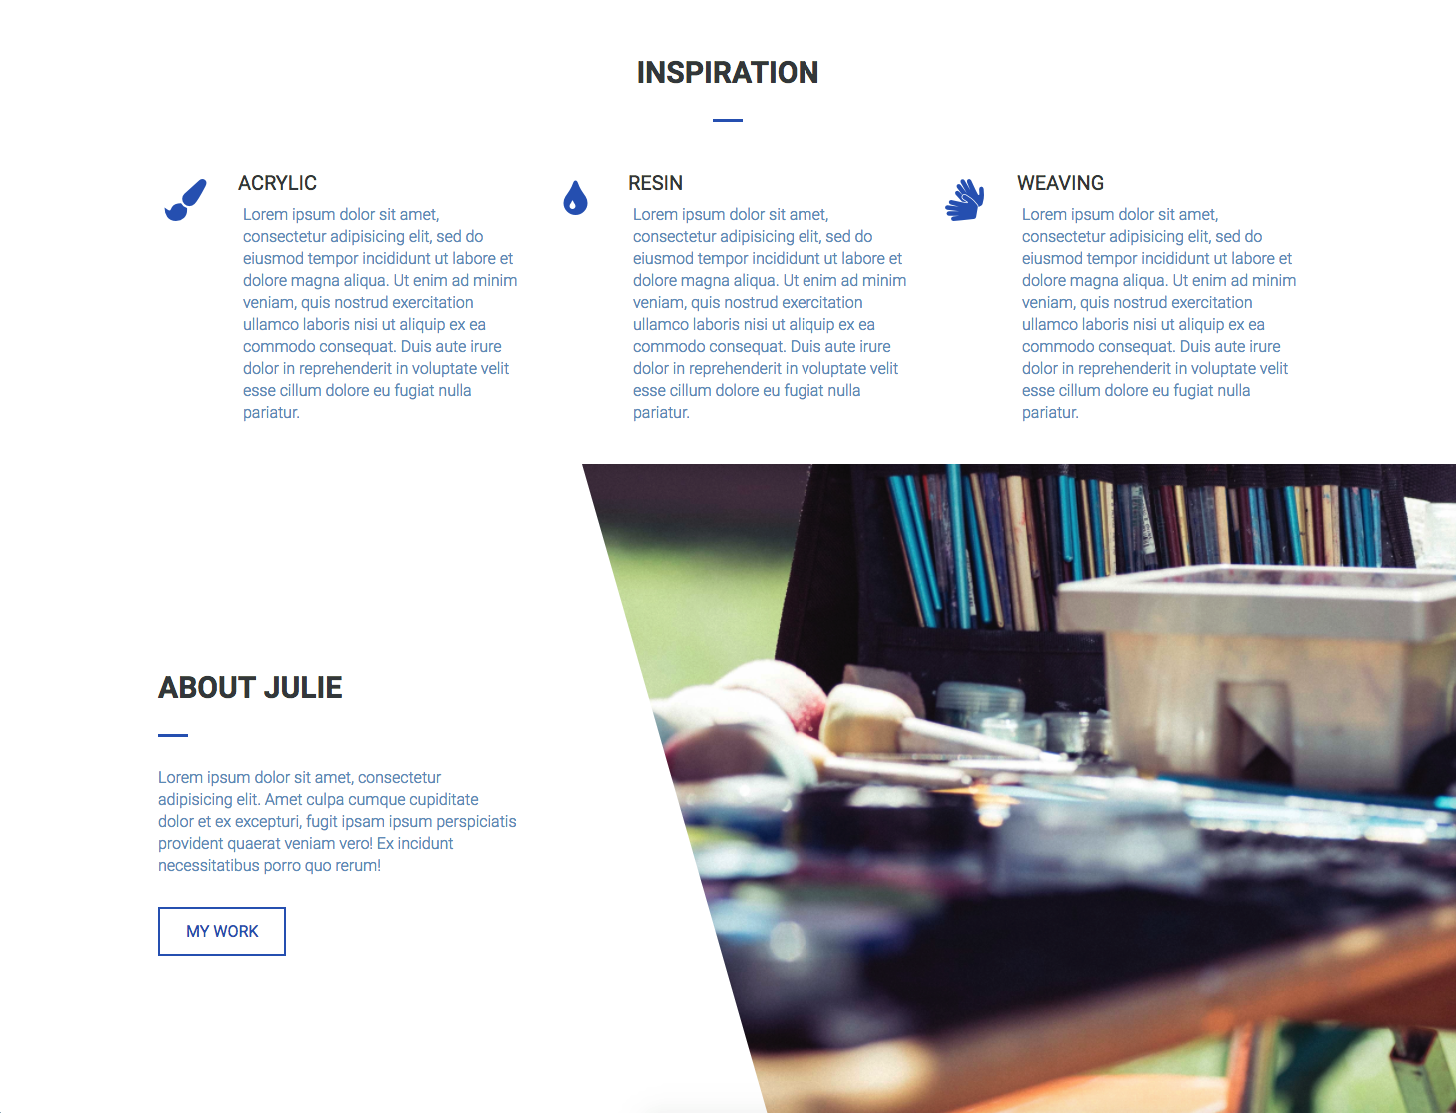 INSPIRATION
ACRYLIC
Lorem ipsum dolor sit amet,
consectetur adipisicing elit, sed do
eiusmod tempor incididunt ut labore et
dolore magna aliqua. Ut enim ad minim
veniam, quis nostrud exercitation
ullamco laboris nisi ut aliquip ex ea
commodo consequat. Duis aute irure
dolor in reprehenderit in voluptate velit
esse cillum dolore eu fugiat nulla
pariatur.
RESIN
Lorem ipsum dolor sit amet,
consectetur adipisicing elit, sed do
eiusmod tempor incididunt ut labore et
dolore magna aliqua. Ut enim ad minim
veniam, quis nostrud exercitation
ullamco laboris nisi ut aliquip ex ea
commodo consequat. Duis aute irure
dolor in reprehenderit in voluptate velit
esse cillum dolore eu fugiat nulla
pariatur.
WEAVING
Lorem ipsum dolor sit amet,
consectetur adipisicing elit, sed do
eiusmod tempor incididunt ut labore et
dolore magna aliqua. Ut enim ad minim
veniam, quis nostrud exercitation
ullamco laboris nisi ut aliquip ex ea
commodo consequat. Duis aute irure
dolor in reprehenderit in voluptate velit
esse cillum dolore eu fugiat nulla
pariatur.
ABOUT JULIE
Lorem ipsum dolor sit amet, consectetur
adipisicing elit. Amet culpa cumque cupiditate
dolor et ex excepturi, fugit ipsam ipsum perspiciatis
provident quaerat veniam vero! Ex incidunt
necessitatibus porro quo rerum!
MY WORK